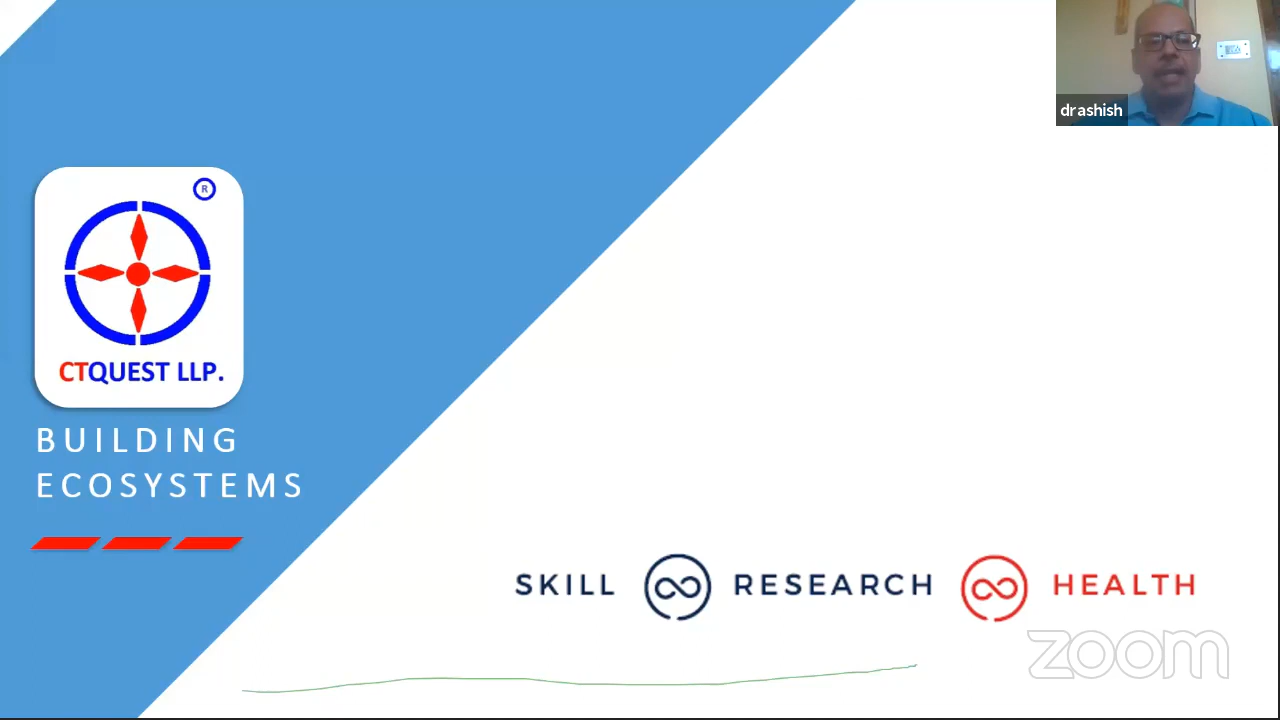 drashish
R
CTQUEST LLP.
BUILDING
ECOSYSTEMS
SKILL RESEARCH HEALTH
zoom